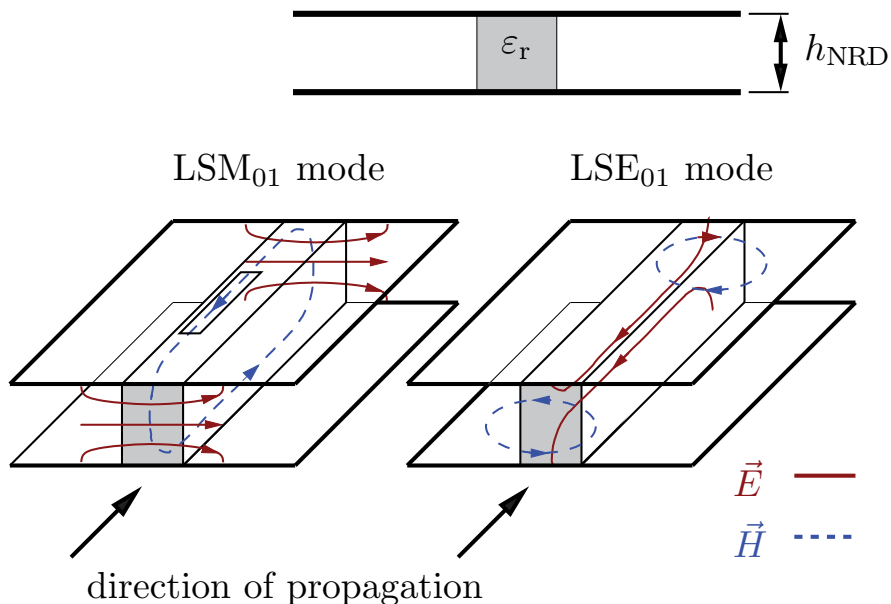 εr
hNRD
LSM01 mode
LSE01 mode
E⃗
H⃗
direction of propagation